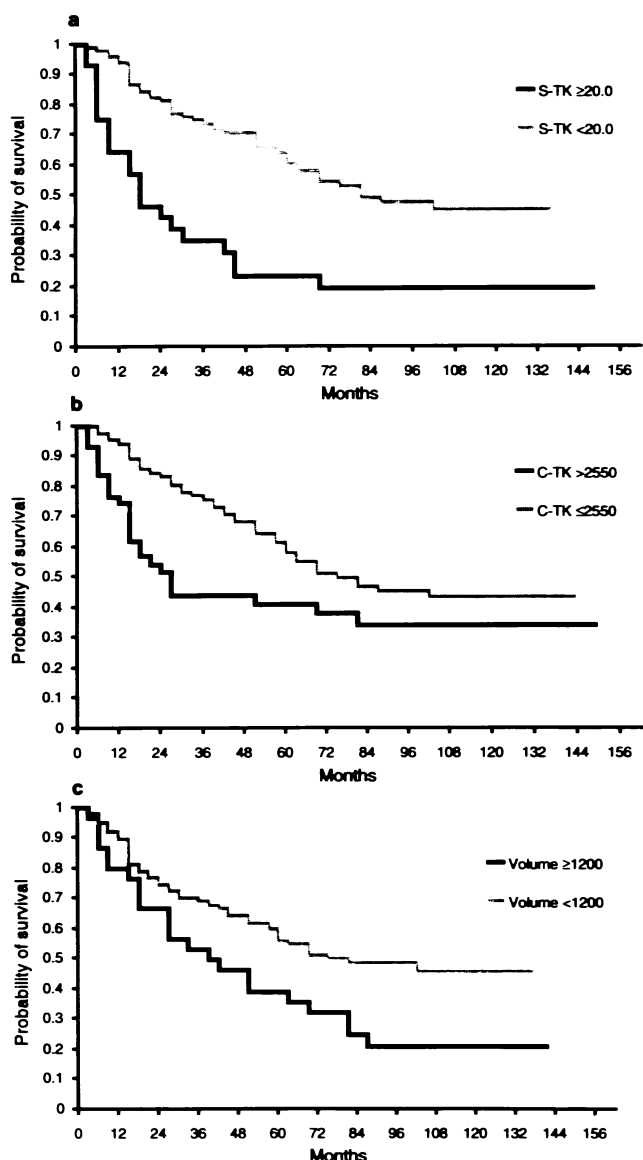 a
1
0.9
0.8
0.7
0.6
0.5
0.4
0.3
0.2
0.1
0
Probability of survival
S-TK ≥20.0
S-TK <20.0
0 12 24 36 48 60 72 84 96 108 120 132 144 156
Months
b
1
0.9
0.8
0.7
0.6
0.5
0.4
0.3
0.2
0.1
0
Probability of survival
C-TK >2550
C-TK ≤2550
0 12 24 36 48 60 72 84 96 108 120 132 144 156
Months
c
1
0.9
0.8
0.7
0.6
0.5
0.4
0.3
0.2
0.1
0
Probability of survival
Volume ≥1200
Volume <1200
0 12 24 36 48 60 72 84 96 108 120 132 144 156
Months